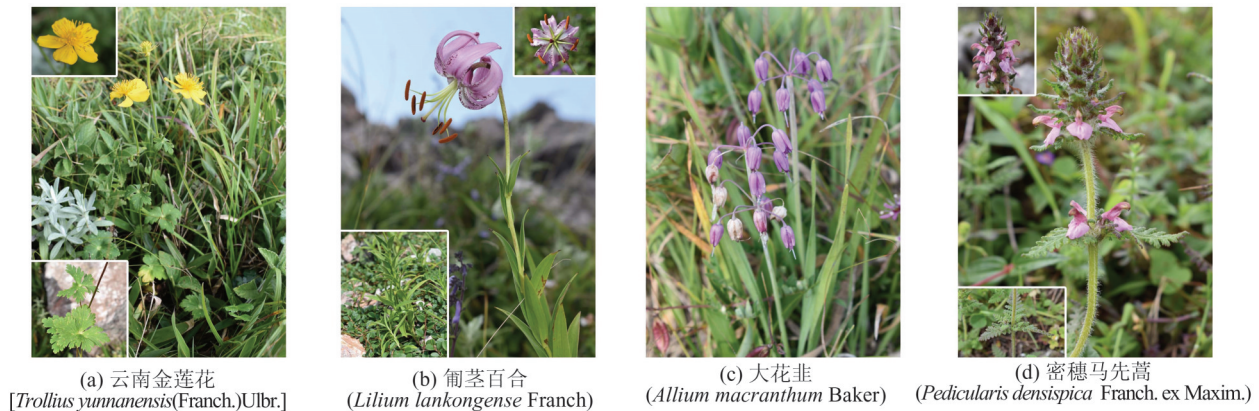 (a) 云南金莲花
[Trollius yunnanensis(Franch.)Ulbr.]
(b) 匍茎百合
(Lilium lankongense Franch)
(c) 大花韭
(Allium macranthum Baker)
(d) 密穗马先蒿
(Pedicularis densispica Franch. ex Maxim.)